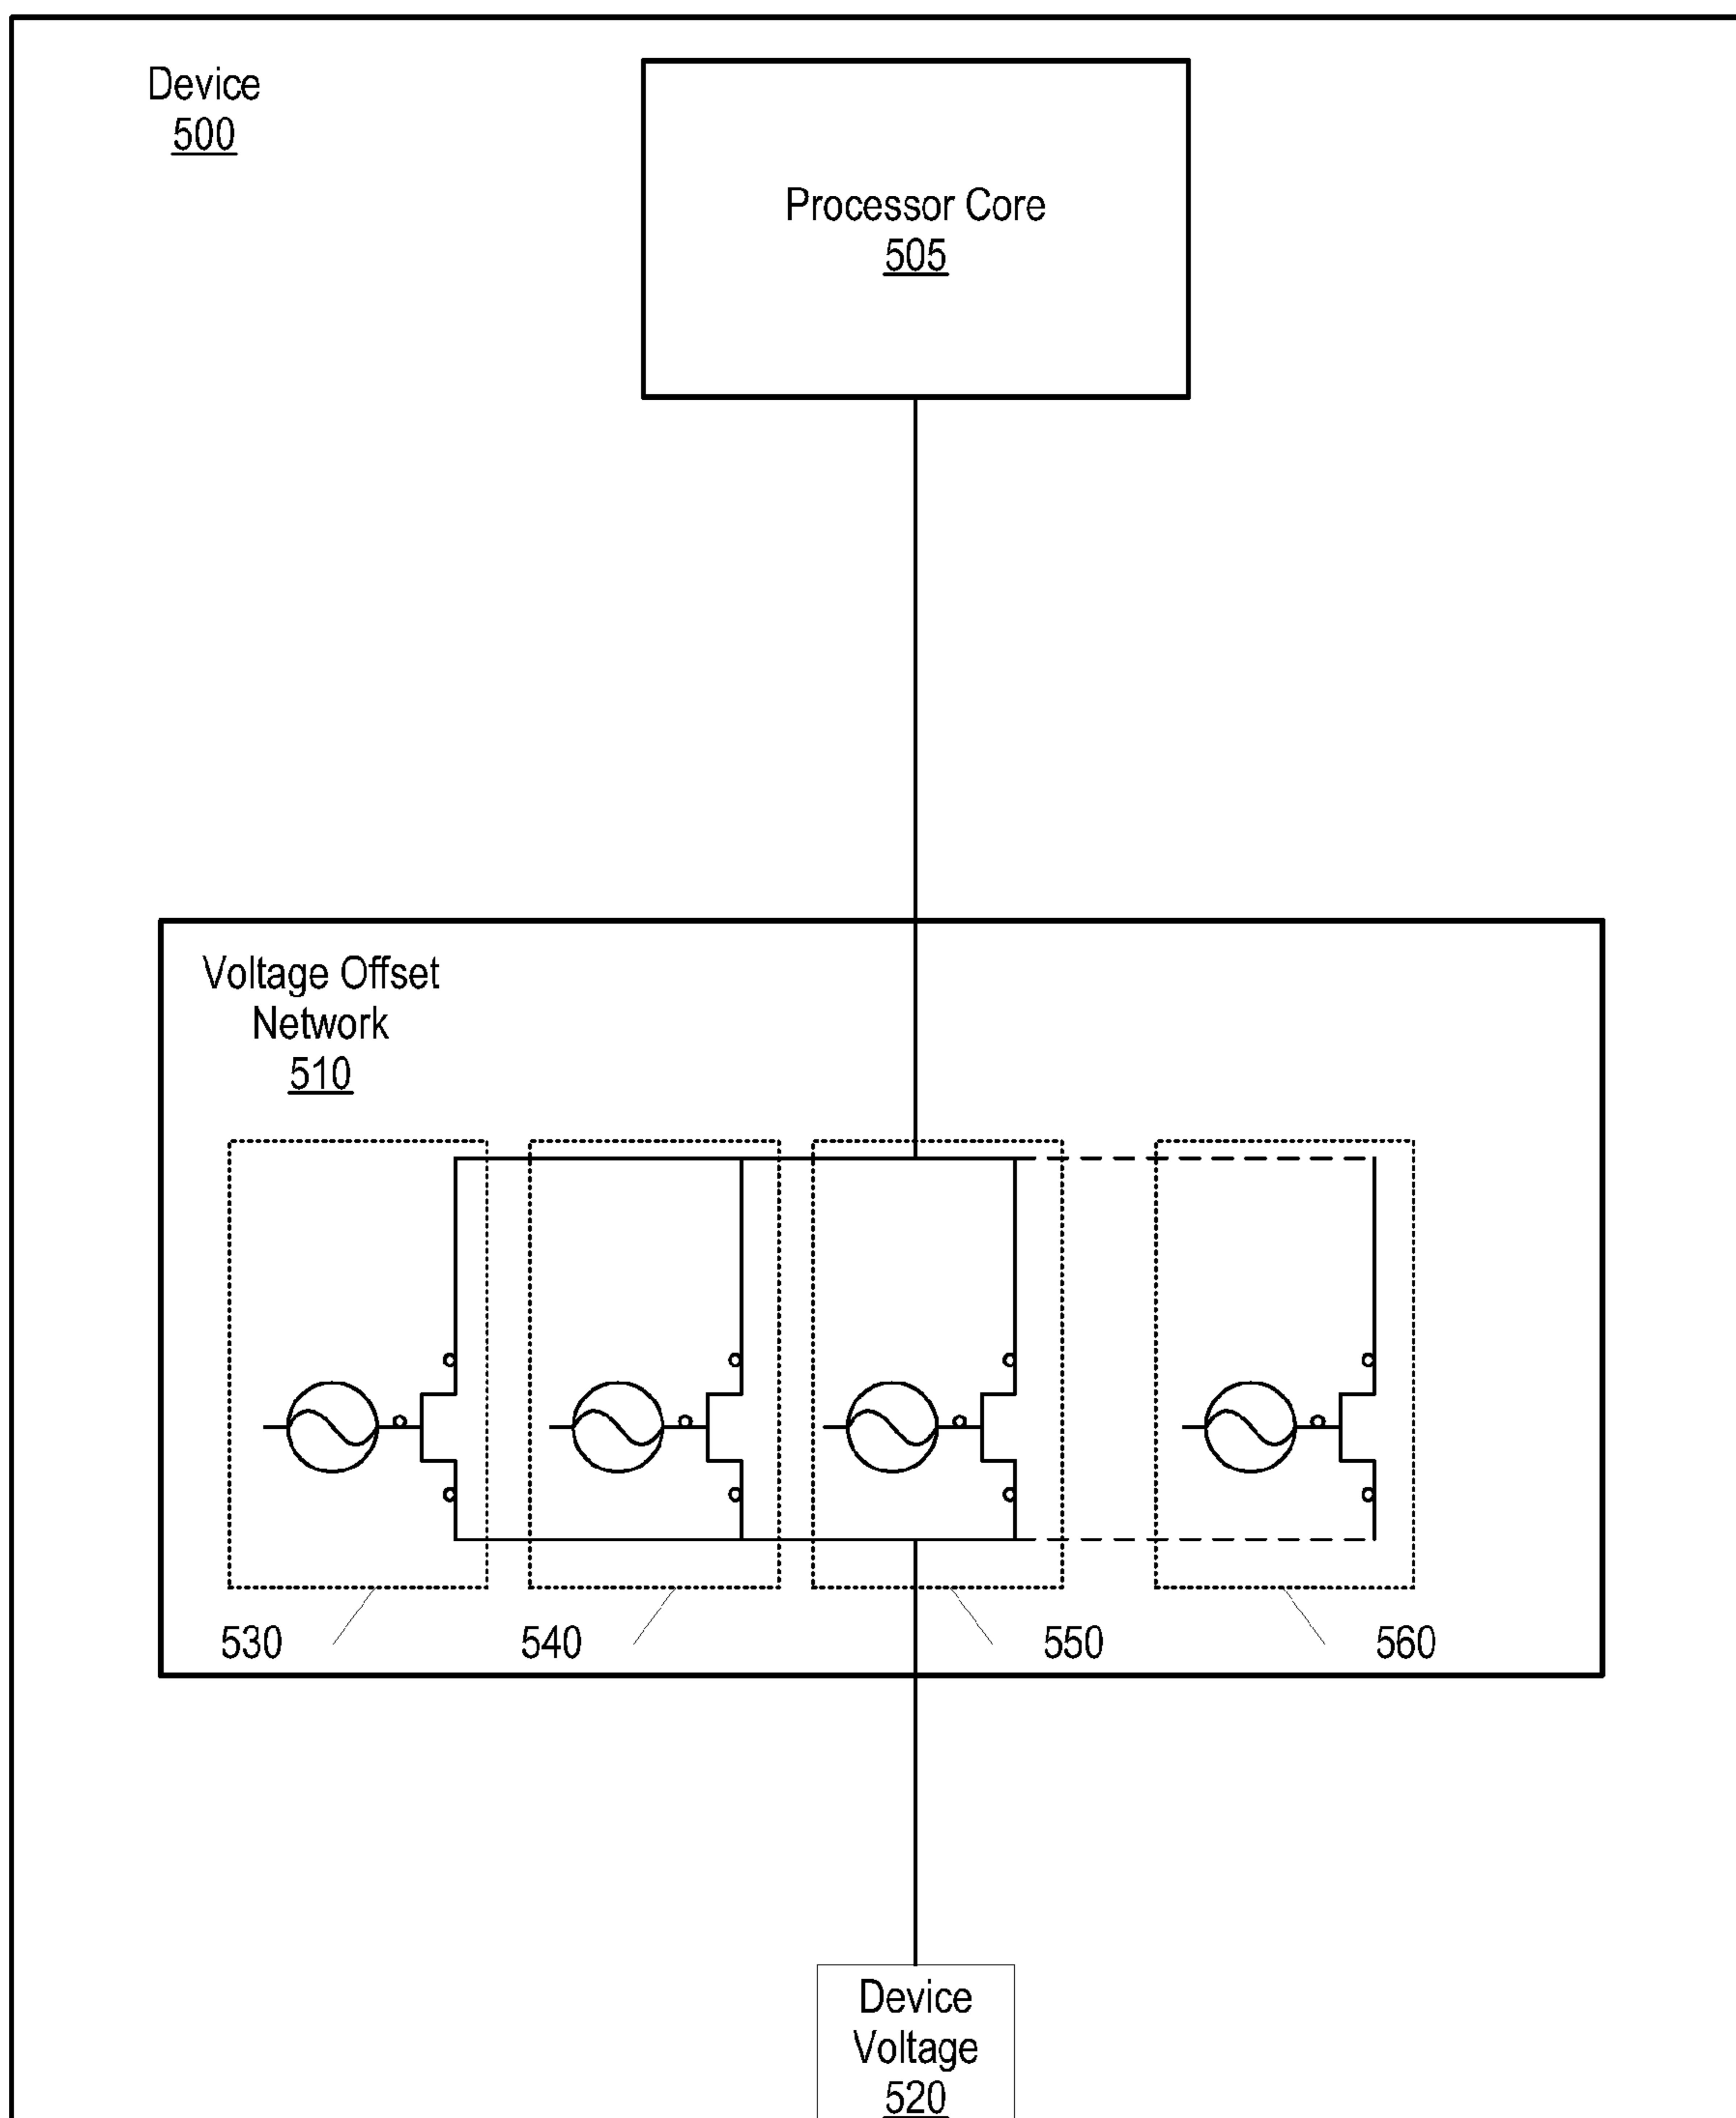 Device
500
Processor Core
505
Voltage Offset
Network
510
530
540
550
560
Device
Voltage
520